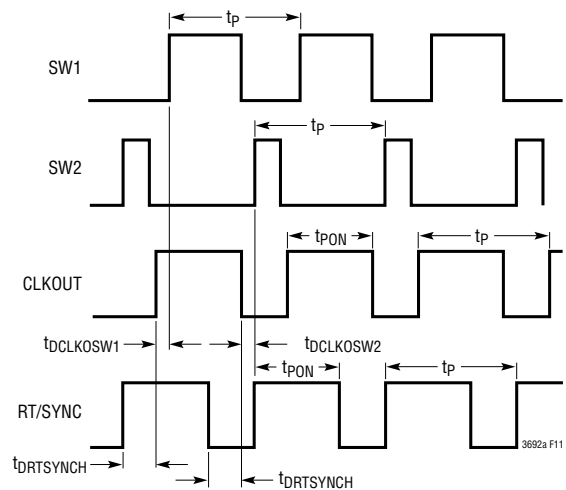 tP
SW1
tP
SW2
tPON
tP
CLKOUT
tDCLKOSW1
tDCLKOSW2
tPON
tP
RT/SYNC
3692a F11
tDRTSYNCH
tDRTSYNCH